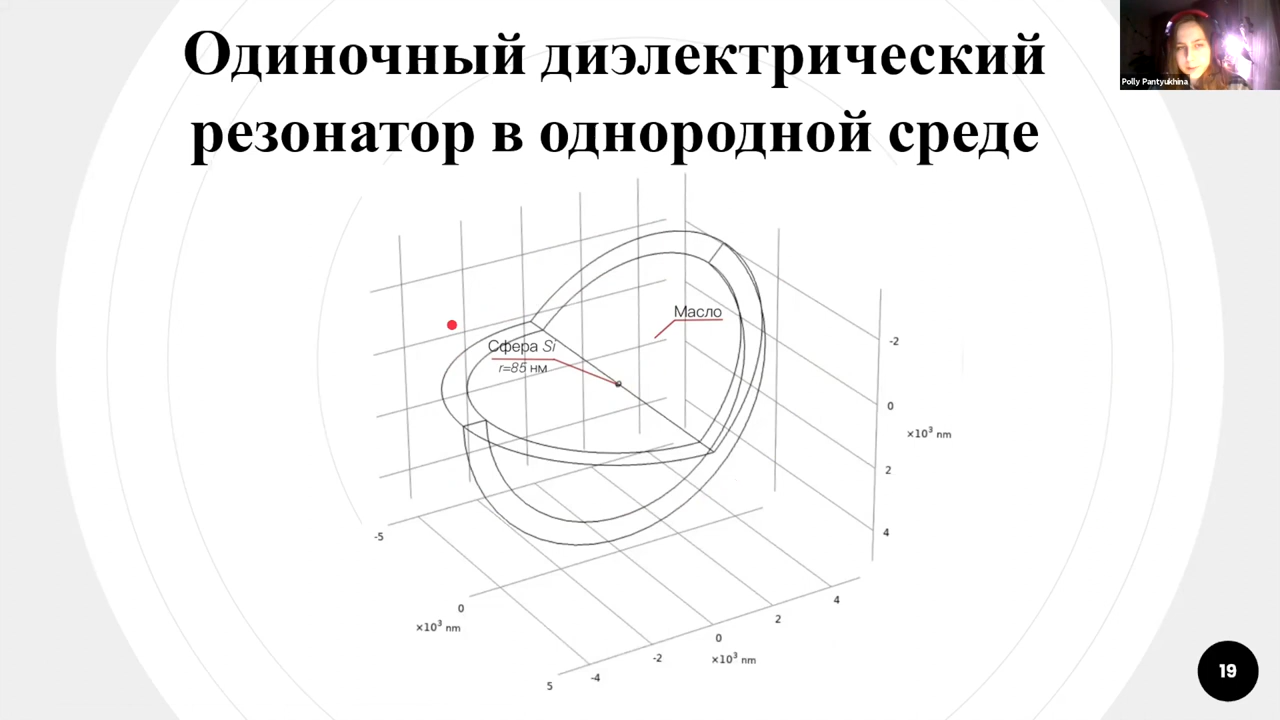 Одиночный диэлектрический
резонатор в однородной среде
Polly Pantyukhina
Масло
Сфера Si
r=85 нм
-2
0
×10³ nm
2
4
-5
0
×10³ nm
5
-4
-2
0
×10³ nm
2
4
19